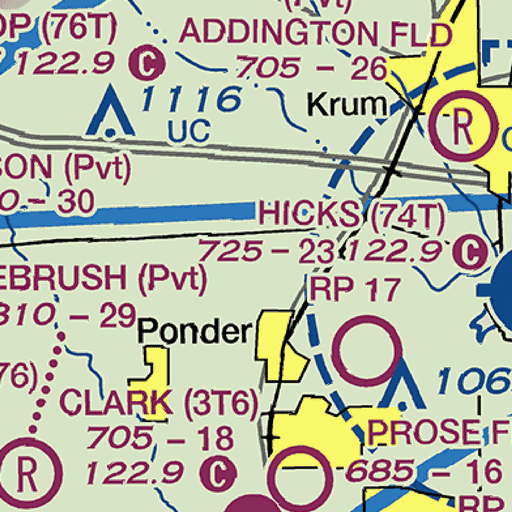 (Pvt)
OP (76T)
122.9 C
ADDINGTON FLD
705 - 26
1116
UC
Krum
R
SON (Pvt)
0 - 30
HICKS (74T)
725 - 23 122.9 C
EBRUSH (Pvt)
810 - 29
RP 17
Ponder
76)
106
CLARK (3T6)
705 - 18
122.9 C
R
PROSE F
685 - 16
RP